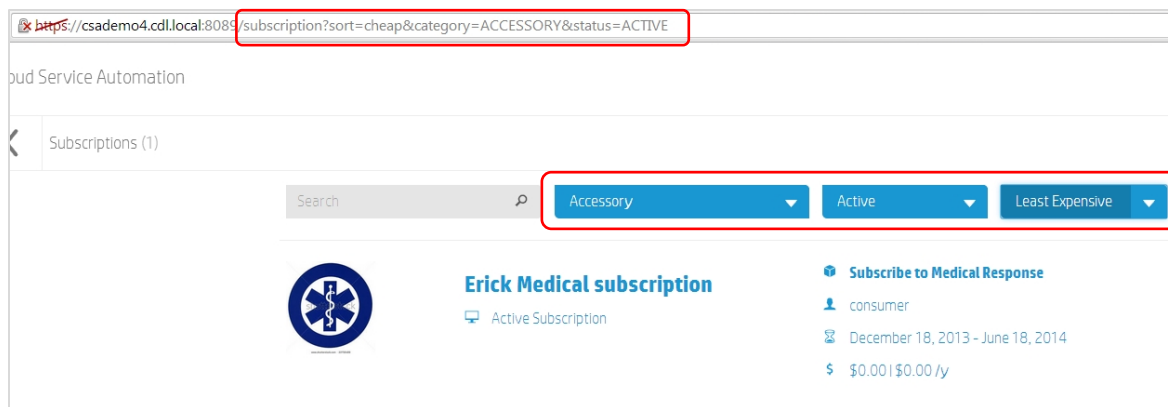 https://csademo4.cdl.local:8089/subscription?sort=cheap&category=ACCESSORY&status=ACTIVE
oud Service Automation
Subscriptions (1)
Search Accessory Active Least Expensive
Erick Medical subscription
Active Subscription
Subscribe to Medical Response
consumer
December 18, 2013 - June 18, 2014
$ $0.00 | $0.00 /y